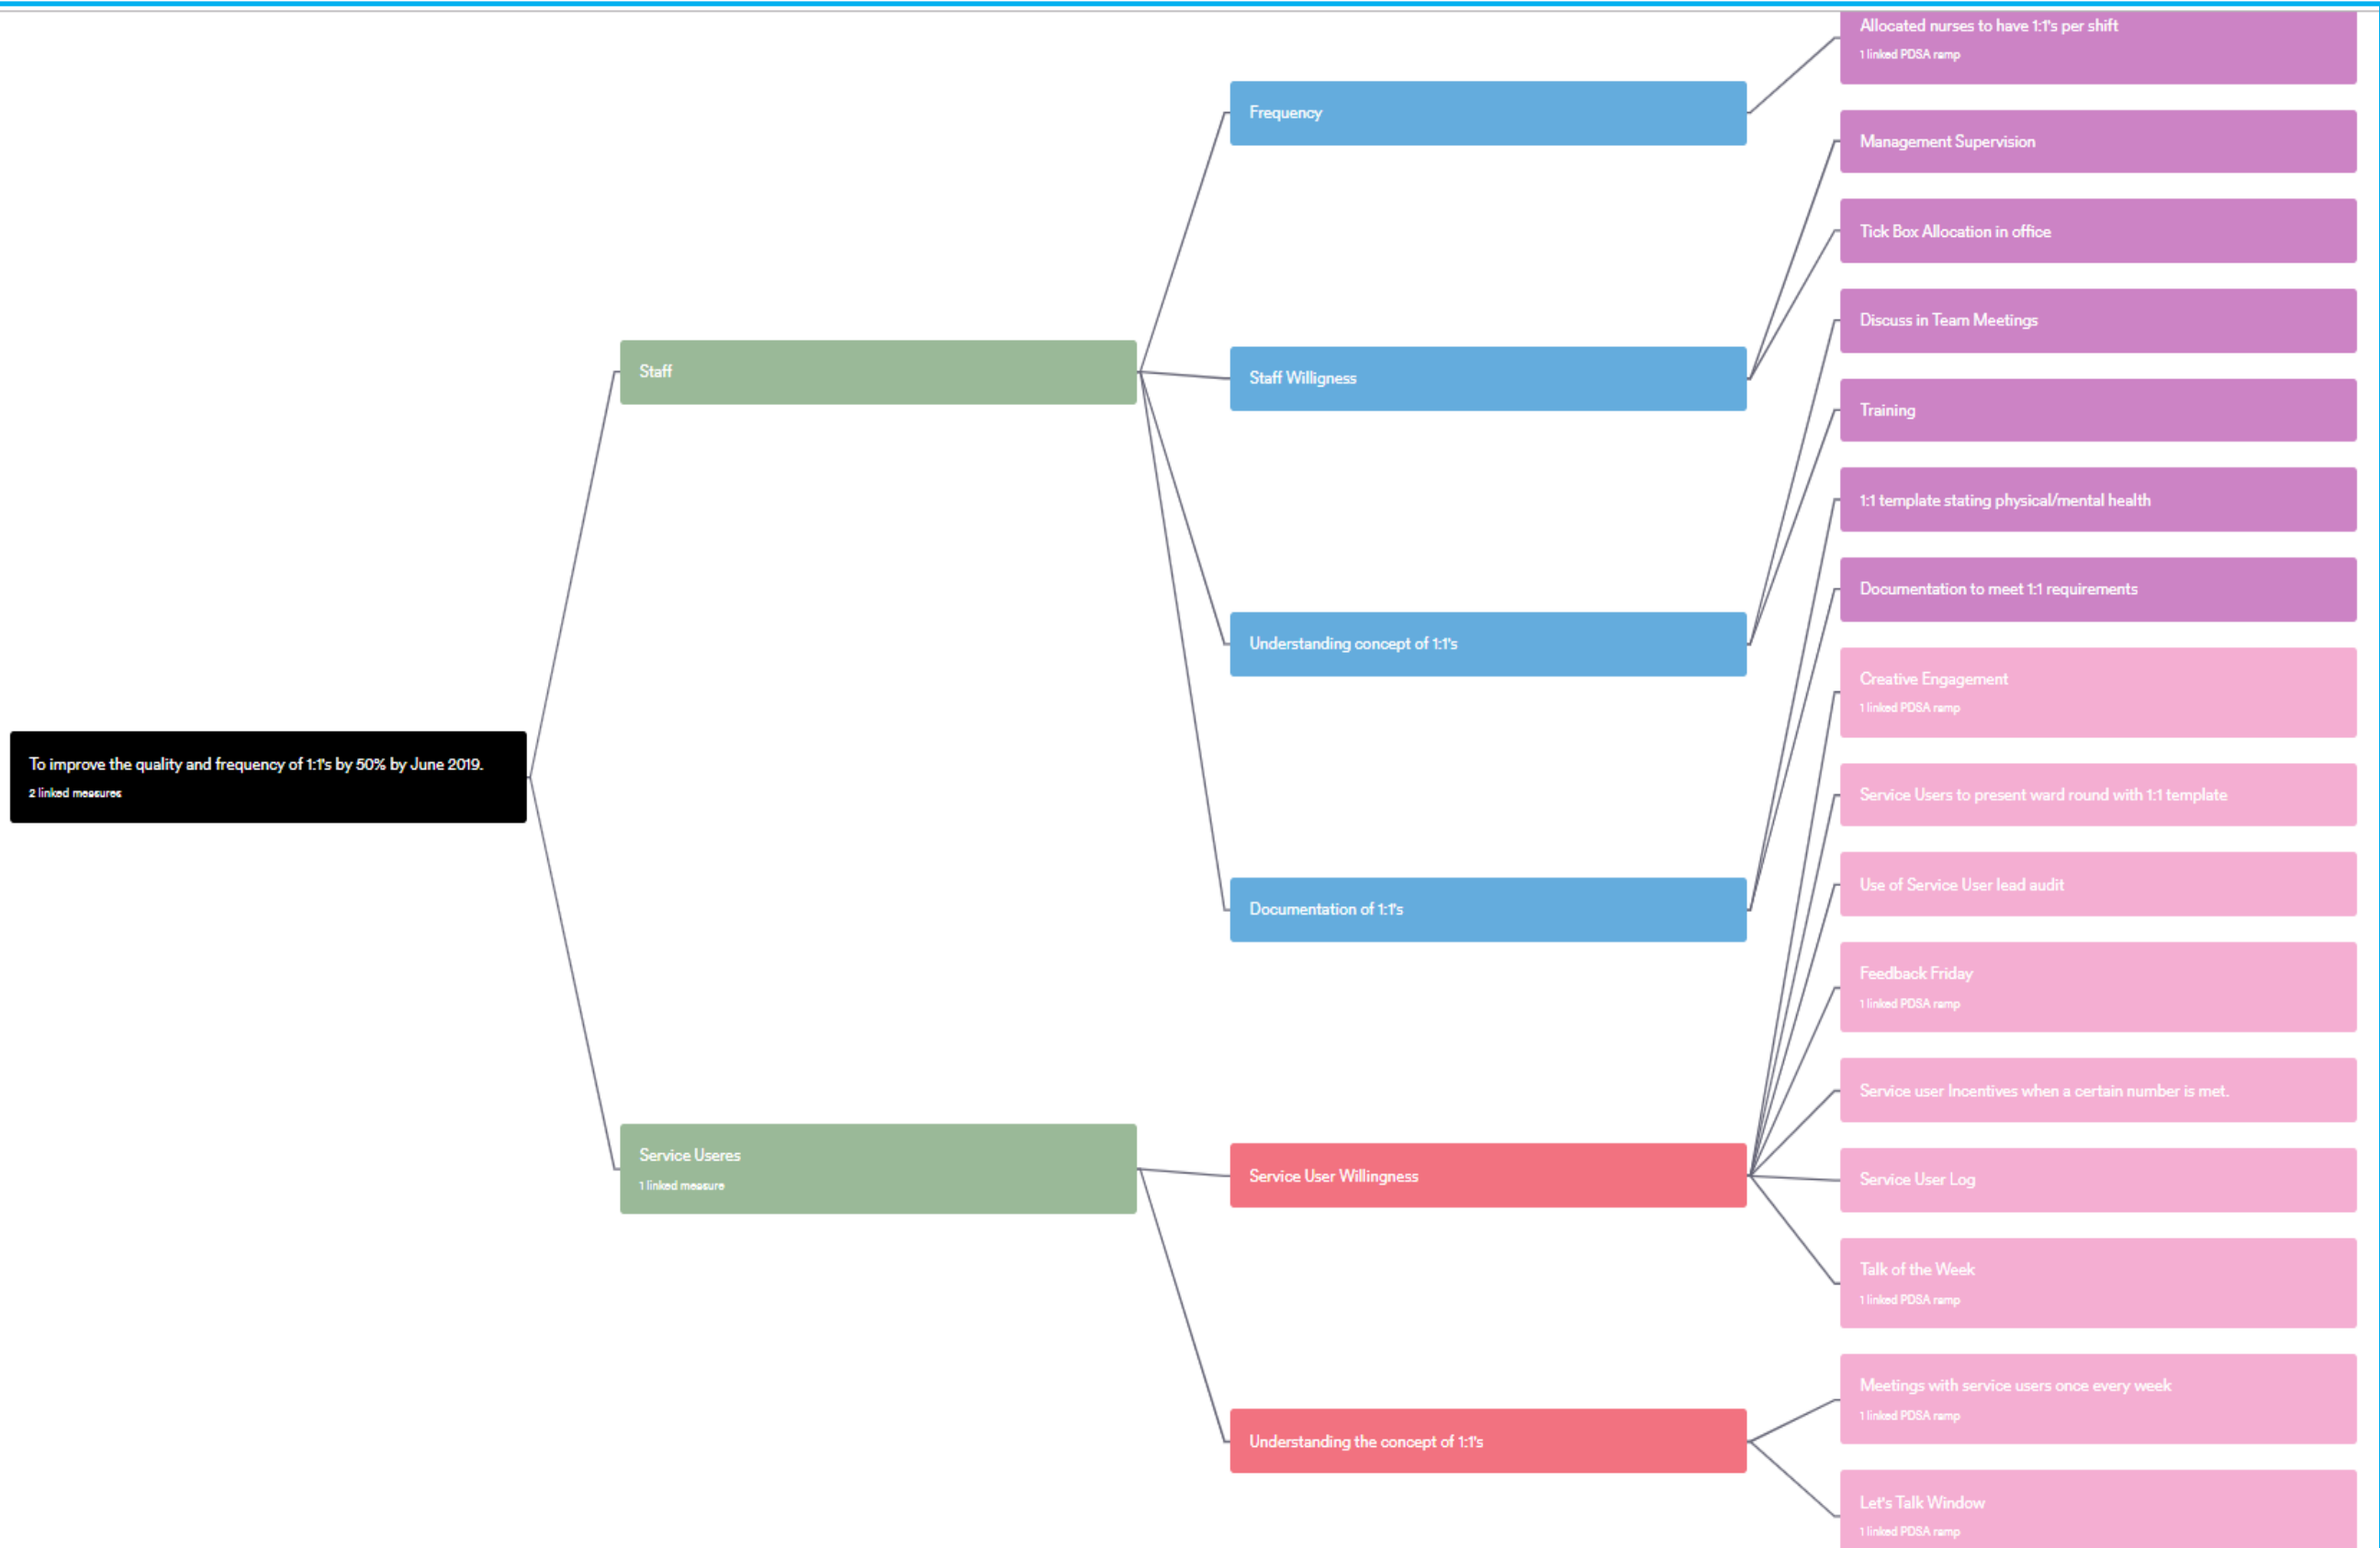 To improve the quality and frequency of 1:1's by 50% by June 2019.
2 linked measures
Staff
Service Useres
1 linked measure
Frequency
Staff Willigness
Understanding concept of 1:1's
Documentation of 1:1's
Service User Willingness
Understanding the concept of 1:1's
Allocated nurses to have 1:1's per shift
1 linked PDSA ramp
Management Supervision
Tick Box Allocation in office
Discuss in Team Meetings
Training
1:1 template stating physical/mental health
Documentation to meet 1:1 requirements
Creative Engagement
1 linked PDSA ramp
Service Users to present ward round with 1:1 template
Use of Service User lead audit
Feedback Friday
1 linked PDSA ramp
Service user Incentives when a certain number is met.
Service User Log
Talk of the Week
1 linked PDSA ramp
Meetings with service users once every week
1 linked PDSA ramp
Let's Talk Window
1 linked PDSA ramp